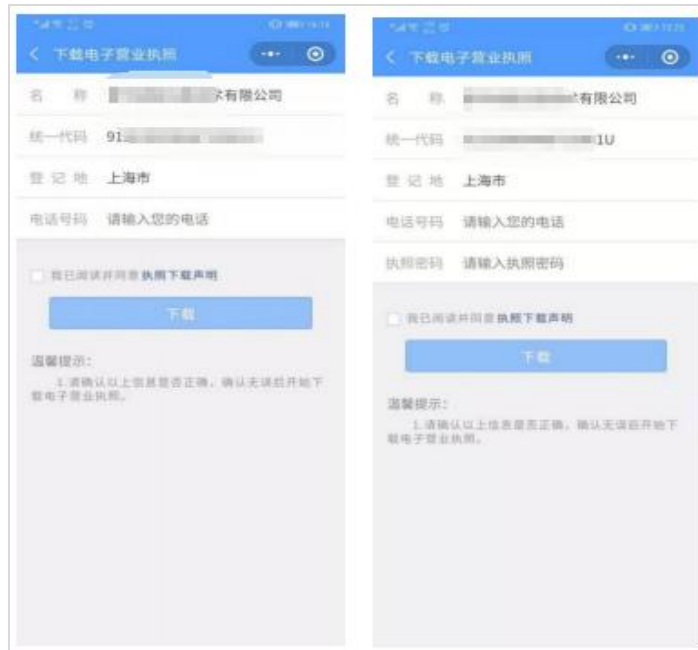 下载电子营业执照
名 称 术有限公司
统一代码 91
登 记 地 上海市
电话号码 请输入您的电话
我已阅读并同意执照下载声明
下载
温馨提示：
1.请确认以上信息是否正确，确认无误后开始下
载电子营业执照。
下载电子营业执照
名 称 有限公司
统一代码 1U
登 记 地 上海市
电话号码 请输入您的电话
执照密码 请输入执照密码
我已阅读并同意执照下载声明
下载
温馨提示：
1.请确认以上信息是否正确，确认无误后开始下
载电子营业执照。